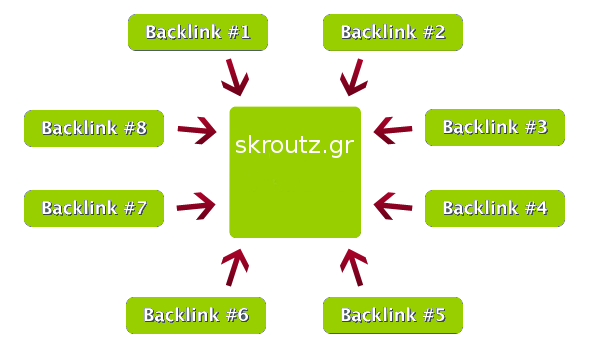 Backlink #1
Backlink #2
Backlink #8
Backlink #3
skroutz.gr
Backlink #7
Backlink #4
Backlink #6
Backlink #5